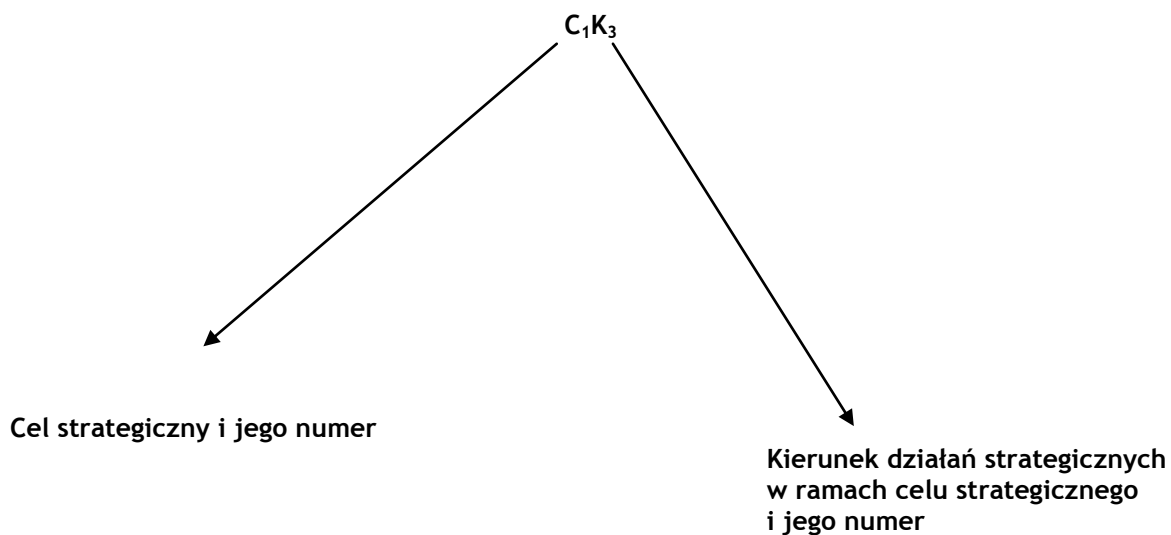 C₁K₃
Cel strategiczny i jego numer
Kierunek działań strategicznych
w ramach celu strategicznego
i jego numer